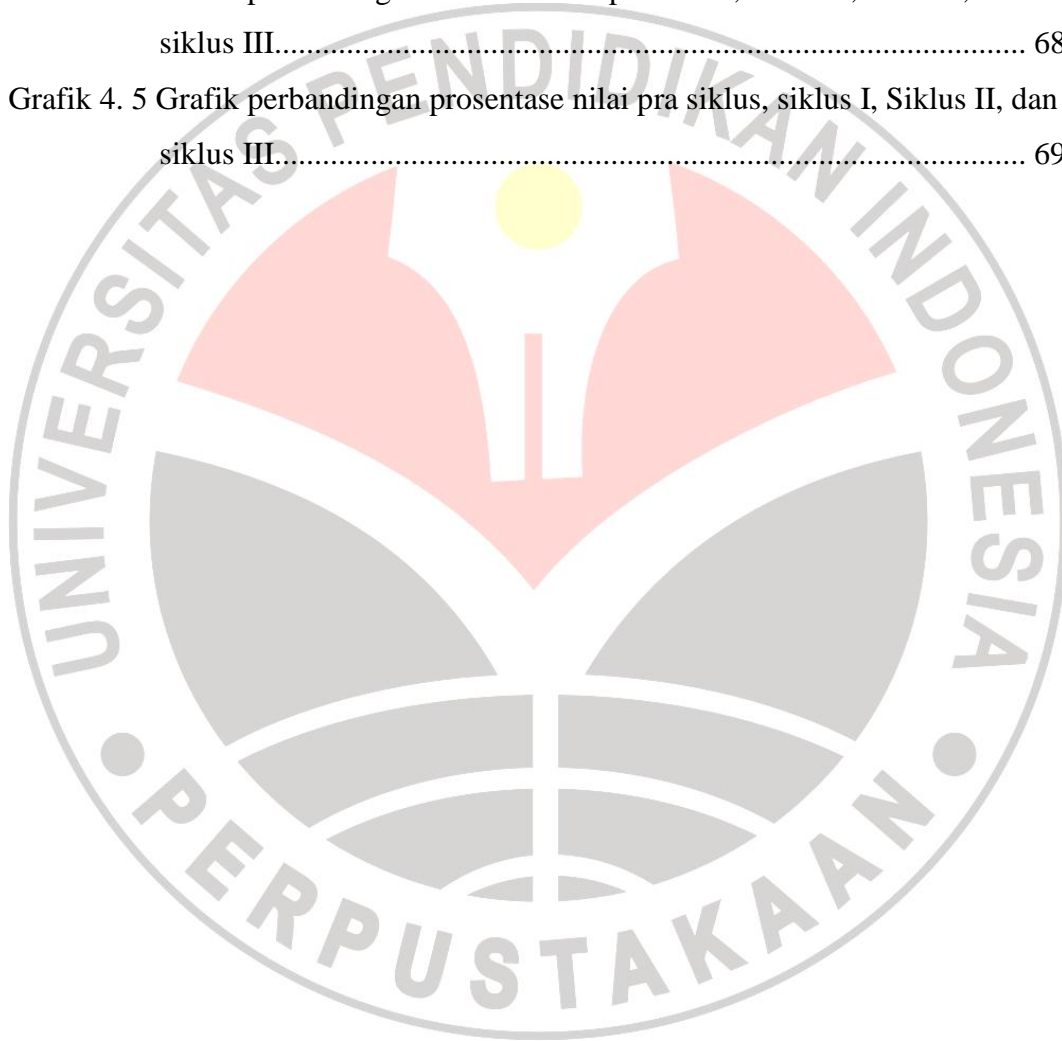 siklus III............................................................................................... 68
Grafik 4. 5 Grafik perbandingan prosentase nilai pra siklus, siklus I, Siklus II, dan
siklus III............................................................................................... 69
UNIVERSITAS PENDIDIKAN INDONESIA
PERPUSTAKAAN